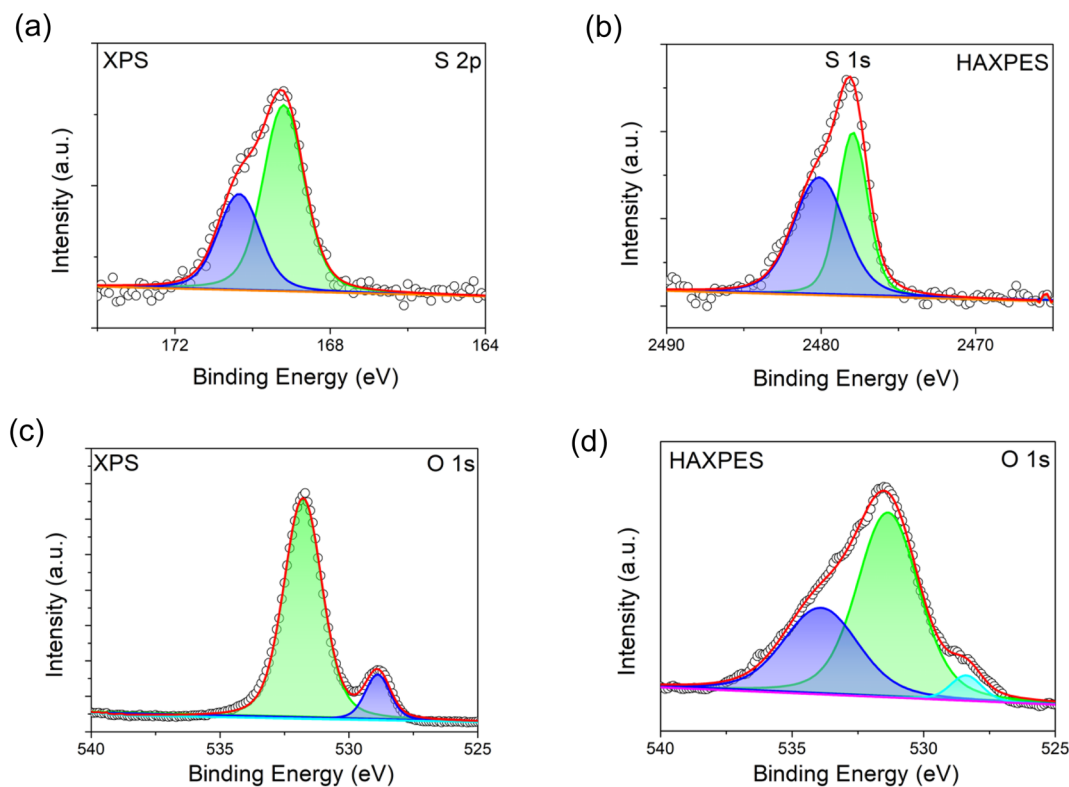 (a)
XPS
S 2p
Intensity (a.u.)
172
168
164
Binding Energy (eV)
(b)
S 1s
HAXPES
Intensity (a.u.)
2490
2480
2470
Binding Energy (eV)
(c)
XPS
O 1s
Intensity (a.u.)
540
535
530
525
Binding Energy (eV)
(d)
HAXPES
O 1s
Intensity (a.u.)
540
535
530
525
Binding Energy (eV)